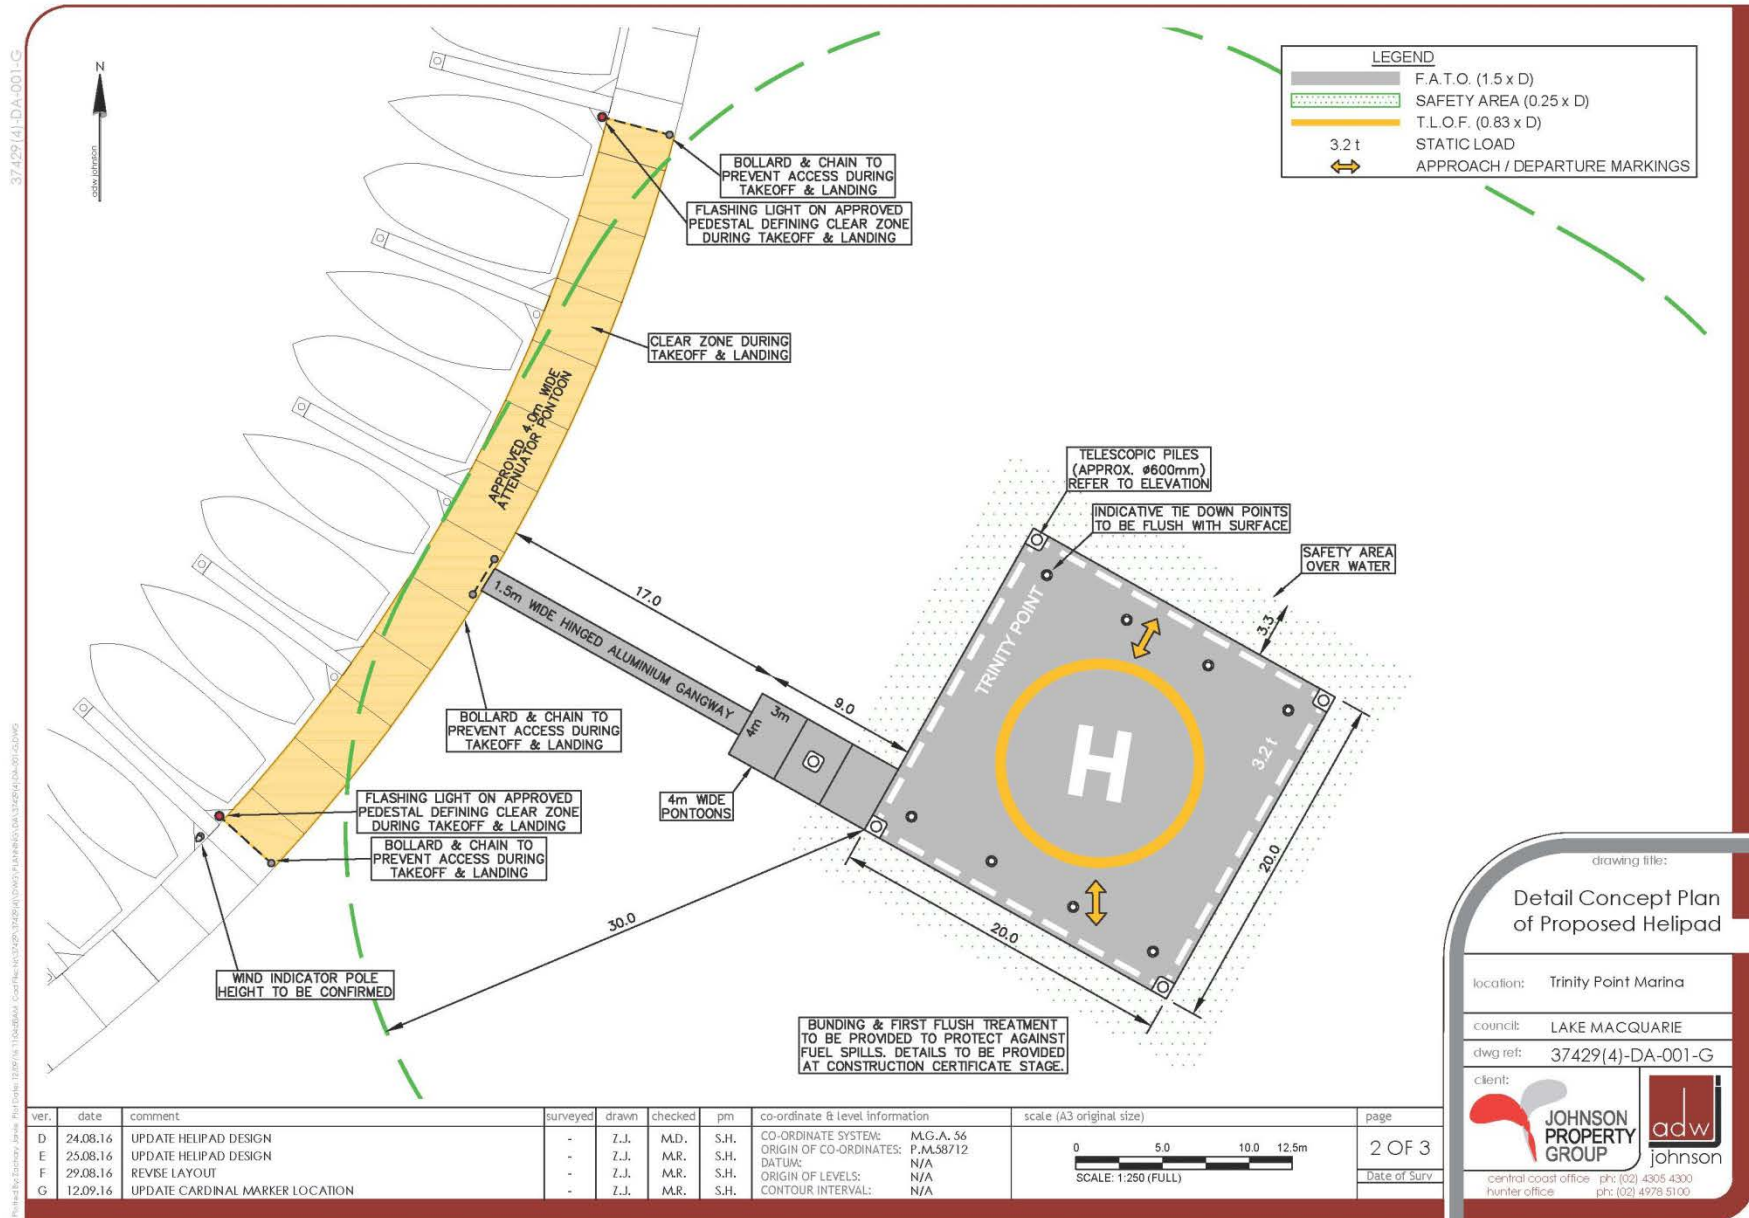 37429(4)-DA-001-G
N
adw johnson
LEGEND
F.A.T.O. (1.5 x D)
SAFETY AREA (0.25 x D)
T.L.O.F. (0.83 x D)
3.2 t STATIC LOAD
APPROACH / DEPARTURE MARKINGS
BOLLARD & CHAIN TO
PREVENT ACCESS DURING
TAKEOFF & LANDING
FLASHING LIGHT ON APPROVED
PEDESTAL DEFINING CLEAR ZONE
DURING TAKEOFF & LANDING
CLEAR ZONE DURING
TAKEOFF & LANDING
APPROVED 4.0m WIDE
ATTENUATOR PONTOON
TELESCOPIC PILES
(APPROX. ø600mm)
REFER TO ELEVATION
INDICATIVE TIE DOWN POINTS
TO BE FLUSH WITH SURFACE
SAFETY AREA
OVER WATER
17.0
1.5m WIDE HINGED ALUMINIUM GANGWAY
3.3
TRINITY POINT
9.0
3m
4m
H
3.2 t
BOLLARD & CHAIN TO
PREVENT ACCESS DURING
TAKEOFF & LANDING
4m WIDE
PONTOONS
FLASHING LIGHT ON APPROVED
PEDESTAL DEFINING CLEAR ZONE
DURING TAKEOFF & LANDING
BOLLARD & CHAIN TO
PREVENT ACCESS DURING
TAKEOFF & LANDING
20.0
20.0
30.0
WIND INDICATOR POLE
HEIGHT TO BE CONFIRMED
BUNDING & FIRST FLUSH TREATMENT
TO BE PROVIDED TO PROTECT AGAINST
FUEL SPILLS. DETAILS TO BE PROVIDED
AT CONSTRUCTION CERTIFICATE STAGE.
drawing title:
Detail Concept Plan
of Proposed Helipad
location: Trinity Point Marina
council: LAKE MACQUARIE
dwg ref: 37429(4)-DA-001-G
client:
JOHNSON
PROPERTY
GROUP
adw
johnson
central coast office ph: (02) 4305 4300
hunter office ph: (02) 4978 5100
ver. date comment surveyed drawn checked pm
D 24.08.16 UPDATE HELIPAD DESIGN - Z.J. M.D. S.H.
E 25.08.16 UPDATE HELIPAD DESIGN - Z.J. M.R. S.H.
F 29.08.16 REVISE LAYOUT - Z.J. M.R. S.H.
G 12.09.16 UPDATE CARDINAL MARKER LOCATION - Z.J. M.R. S.H.
co-ordinate & level information
CO-ORDINATE SYSTEM: M.G.A. 56
ORIGIN OF CO-ORDINATES: P.M.58712
DATUM: N/A
ORIGIN OF LEVELS: N/A
CONTOUR INTERVAL: N/A
scale (A3 original size)
0 5.0 10.0 12.5m
SCALE: 1:250 (FULL)
page
2 OF 3
Date of Surv